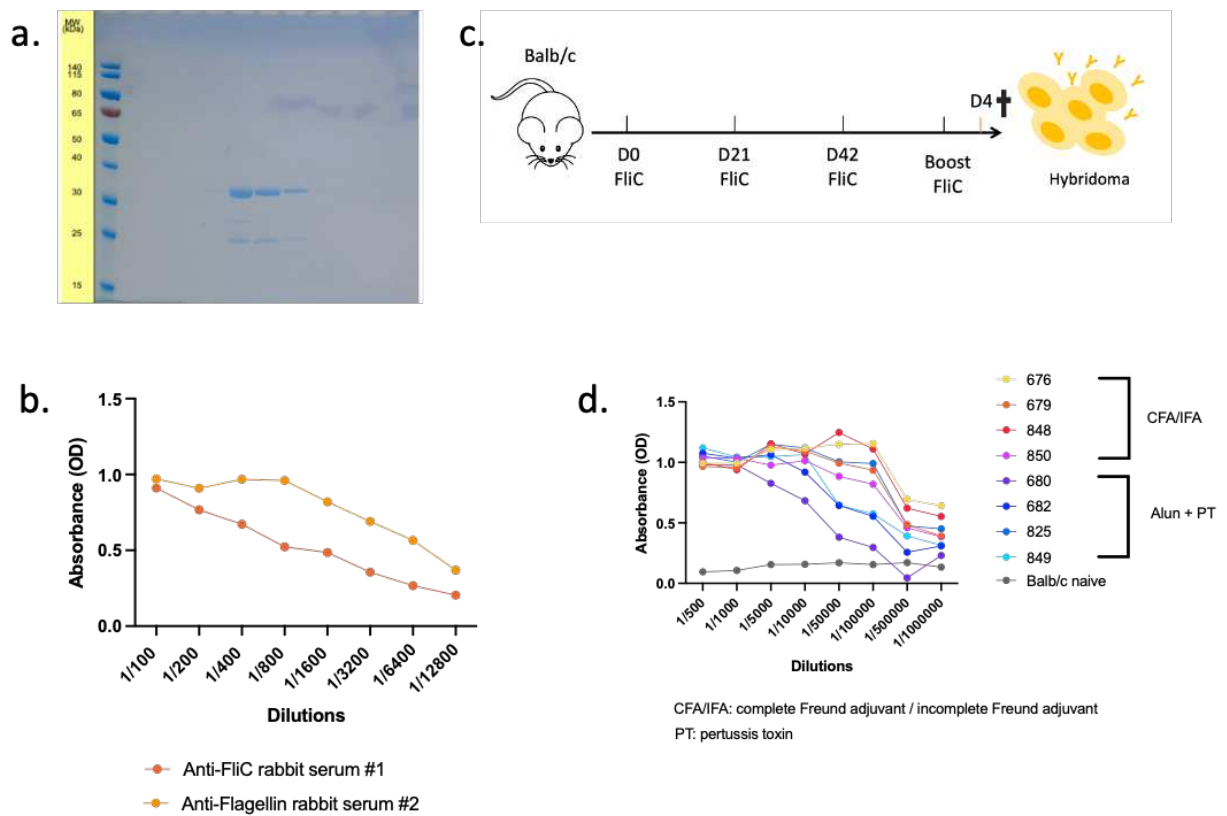 a.
MW
(kDa)
140
115
80
65
50
40
30
25
15
c.
Balb/c
D4
D0
FliC
D21
FliC
D42
FliC
Boost
FliC
Hybridoma
b.
Absorbance (OD)
1.5
1.0
0.5
0.0
1/100
1/200
1/400
1/800
1/1600
1/3200
1/6400
1/12800
Dilutions
Anti-FliC rabbit serum #1
Anti-Flagellin rabbit serum #2
d.
Absorbance (OD)
1.5
1.0
0.5
0.0
1/500
1/1000
1/5000
1/10000
1/50000
1/100000
1/500000
1/1000000
Dilutions
676
679
848
850
680
682
825
849
Balb/c naive
CFA/IFA
Alun + PT
CFA/IFA: complete Freund adjuvant / incomplete Freund adjuvant
PT: pertussis toxin